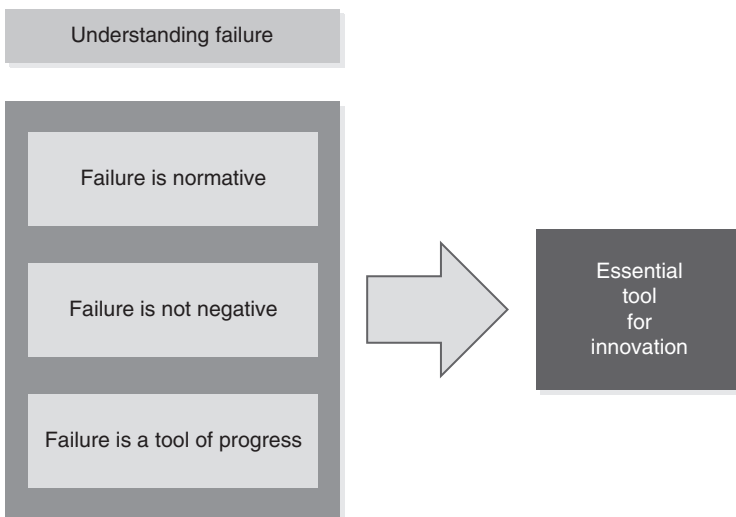 Understanding failure
Failure is normative
Failure is not negative
Failure is a tool of progress
Essential
tool
for
innovation